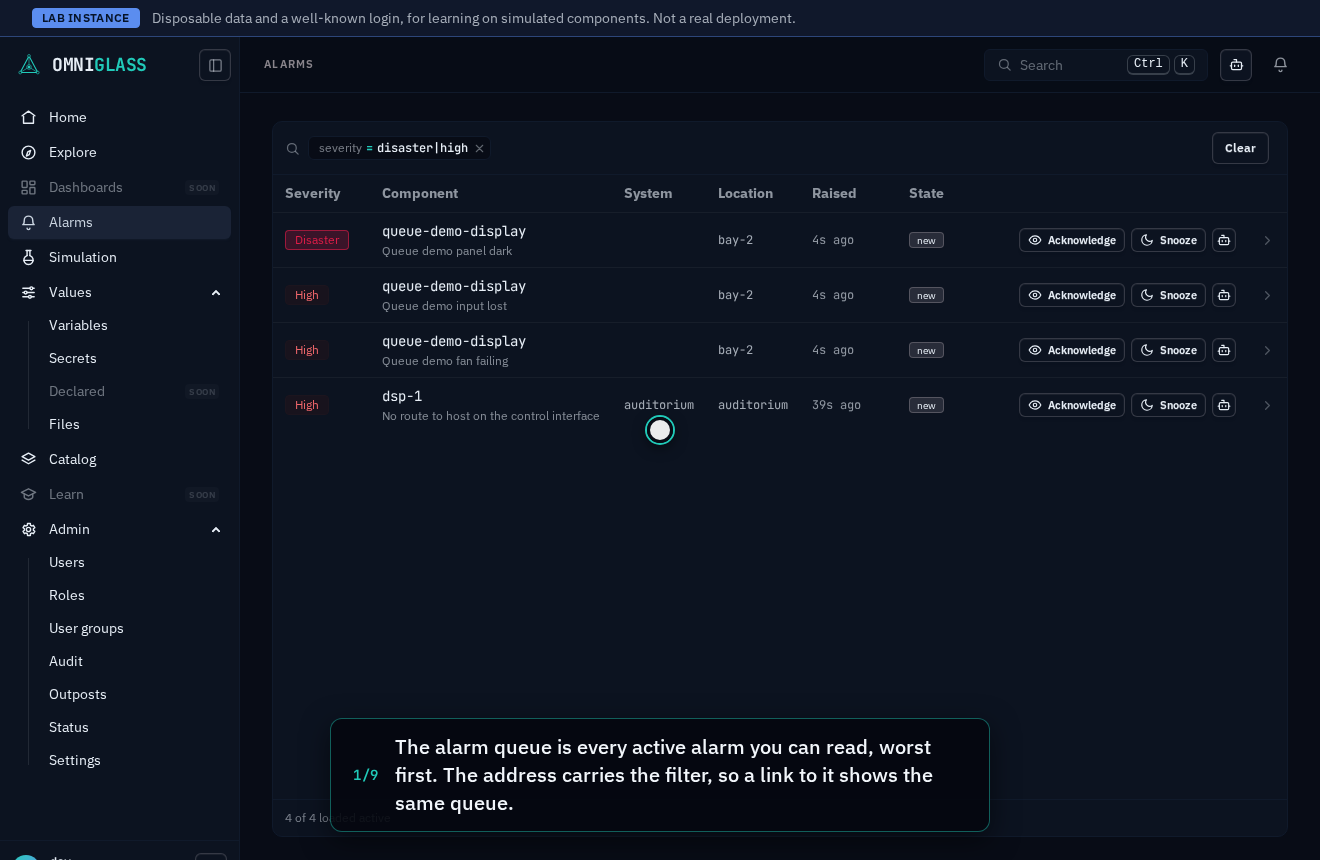 LAB INSTANCE Disposable data and a well-known login, for learning on simulated components. Not a real deployment.
OMNIGLASS
ALARMS
Search Ctrl K
Home
Explore
Dashboards SOON
Alarms
Simulation
Values
Variables
Secrets
Declared SOON
Files
Catalog
Learn SOON
Admin
Users
Roles
User groups
Audit
Outposts
Status
Settings
severity = disaster|high
Clear
Severity Component System Location Raised State
Disaster queue-demo-display bay-2 4s ago new Acknowledge Snooze
Queue demo panel dark
High queue-demo-display bay-2 4s ago new Acknowledge Snooze
Queue demo input lost
High queue-demo-display bay-2 4s ago new Acknowledge Snooze
Queue demo fan failing
High dsp-1 auditorium auditorium 39s ago new Acknowledge Snooze
No route to host on the control interface
1/9
The alarm queue is every active alarm you can read, worst
first. The address carries the filter, so a link to it shows the
same queue.
4 of 4 loaded active